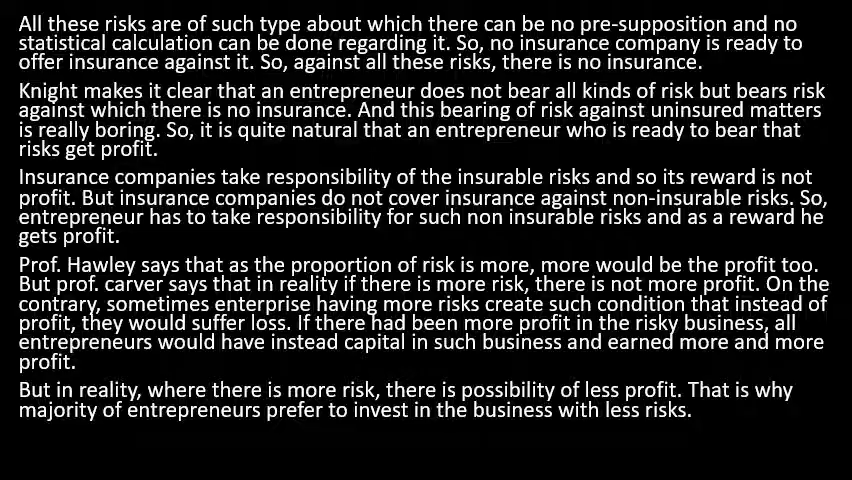 All these risks are of such type about which there can be no pre-supposition and no
statistical calculation can be done regarding it. So, no insurance company is ready to
offer insurance against it. So, against all these risks, there is no insurance.
Knight makes it clear that an entrepreneur does not bear all kinds of risk but bears risk
against which there is no insurance. And this bearing of risk against uninsured matters
is really boring. So, it is quite natural that an entrepreneur who is ready to bear that
risks get profit.
Insurance companies take responsibility of the insurable risks and so its reward is not
profit. But insurance companies do not cover insurance against non-insurable risks. So,
entrepreneur has to take responsibility for such non insurable risks and as a reward he
gets profit.
Prof. Hawley says that as the proportion of risk is more, more would be the profit too.
But prof. carver says that in reality if there is more risk, there is not more profit. On the
contrary, sometimes enterprise having more risks create such condition that instead of
profit, they would suffer loss. If there had been more profit in the risky business, all
entrepreneurs would have instead capital in such business and earned more and more
profit.
But in reality, where there is more risk, there is possibility of less profit. That is why
majority of entrepreneurs prefer to invest in the business with less risks.